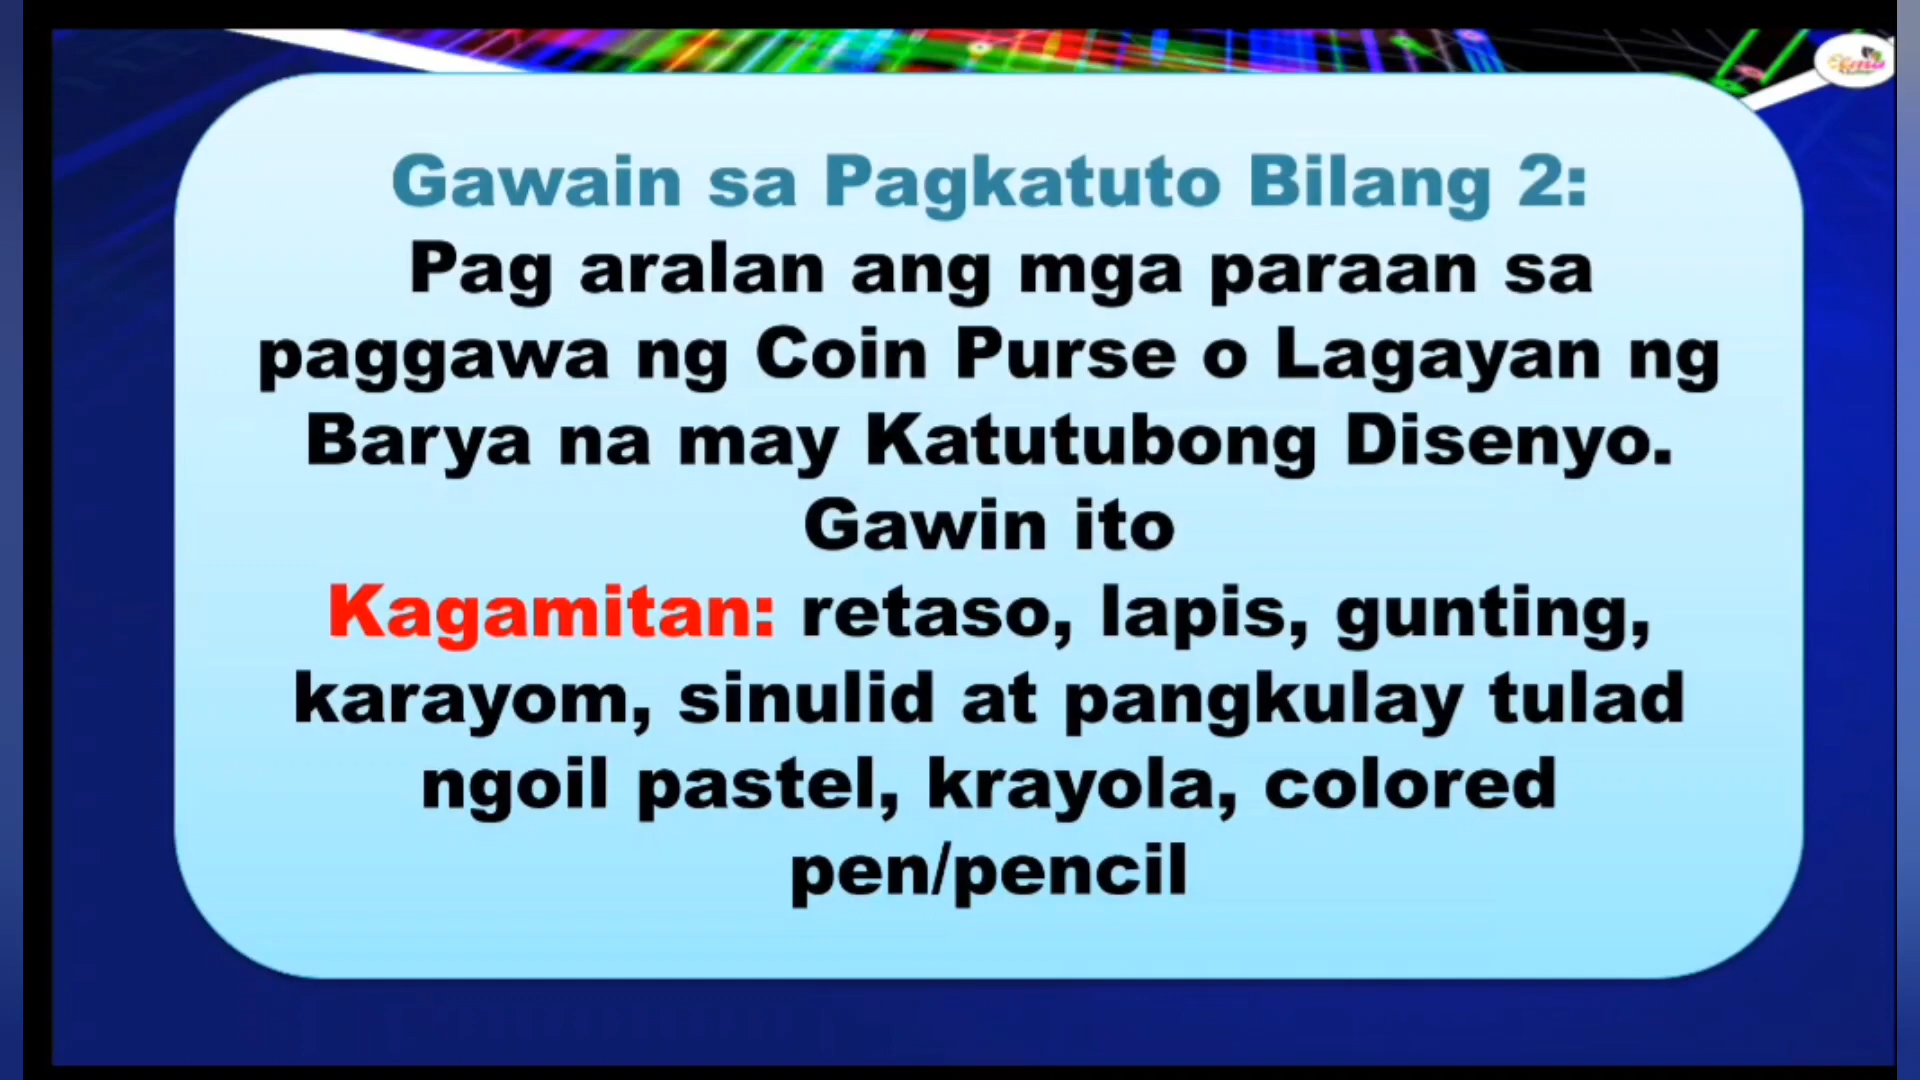 Gawain sa Pagkatuto Bilang 2:
Pag aralan ang mga paraan sa
paggawa ng Coin Purse o Lagayan ng
Barya na may Katutubong Disenyo.
Gawin ito
Kagamitan: retaso, lapis, gunting,
karayom, sinulid at pangkulay tulad
ngoil pastel, krayola, colored
pen/pencil